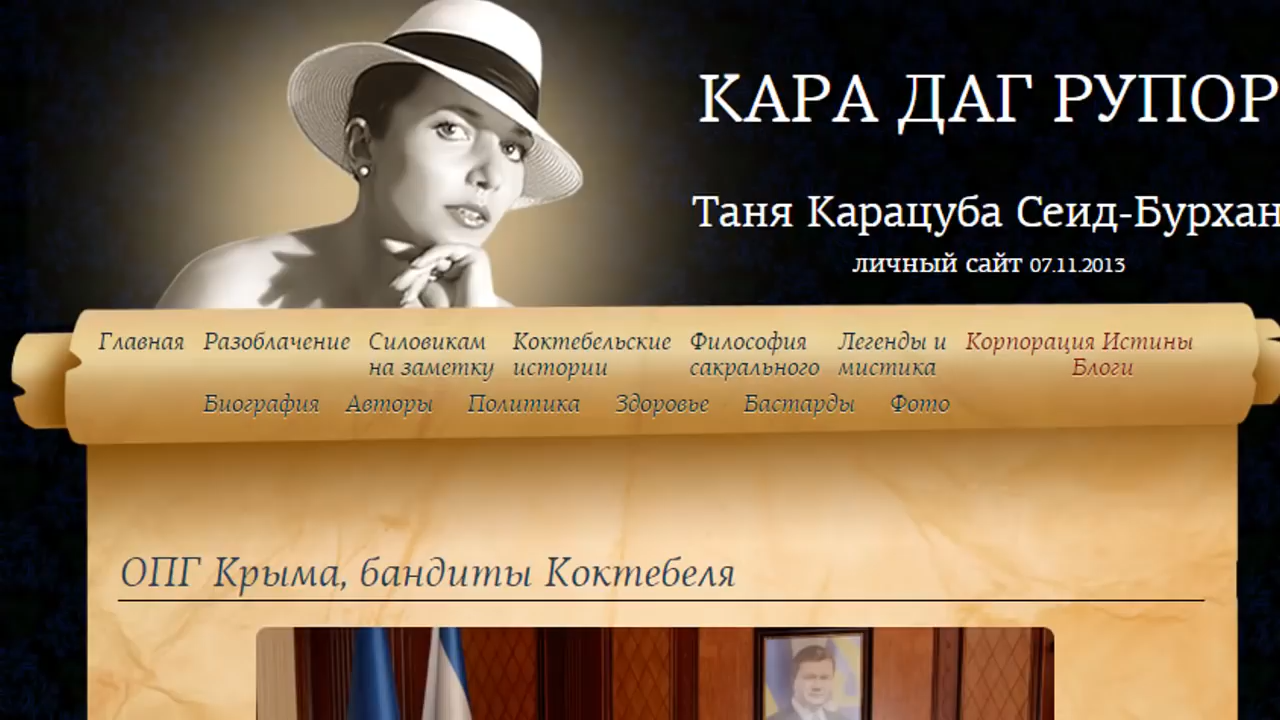 КАРА ДАГ РУПОР
Таня Карацуба Сеид-Бурхан
личный сайт 07.11.2013
Главная Разоблачение Силовикам на заметку Коктебельские истории Философия сакрального Легенды и мистика Корпорация Истины Блоги
Биография Авторы Политика Здоровье Бастарды Фото
ОПГ Крыма, бандиты Коктебеля